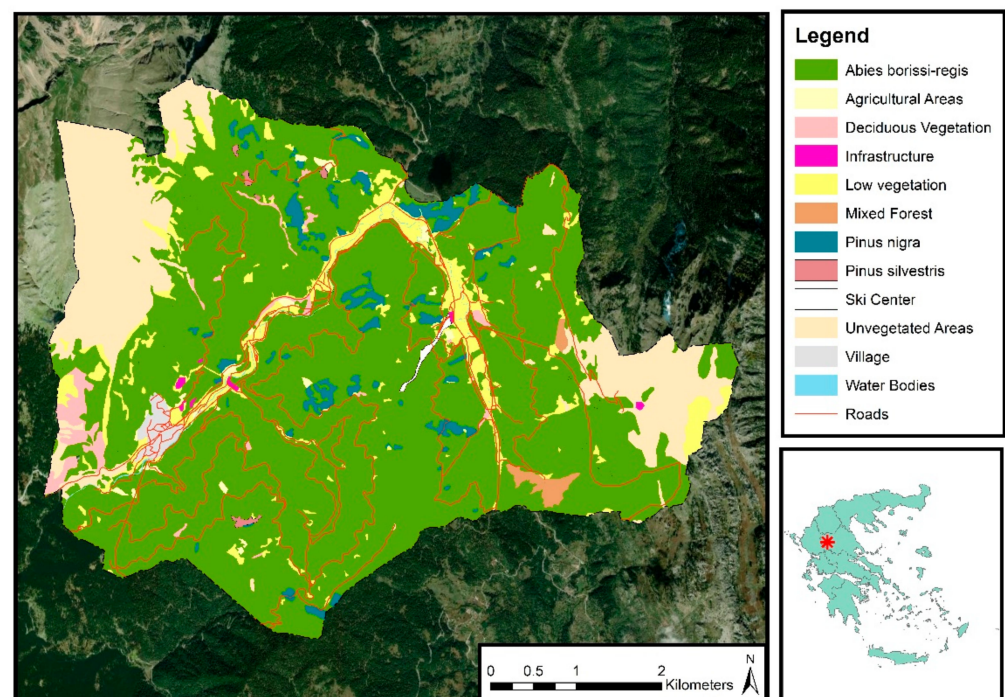 Legend
Abies borissi-regis
Agricultural Areas
Deciduous Vegetation
Infrastructure
Low vegetation
Mixed Forest
Pinus nigra
Pinus silvestris
Ski Center
Unvegetated Areas
Village
Water Bodies
Roads
0 0.5 1 2
Kilometers
N